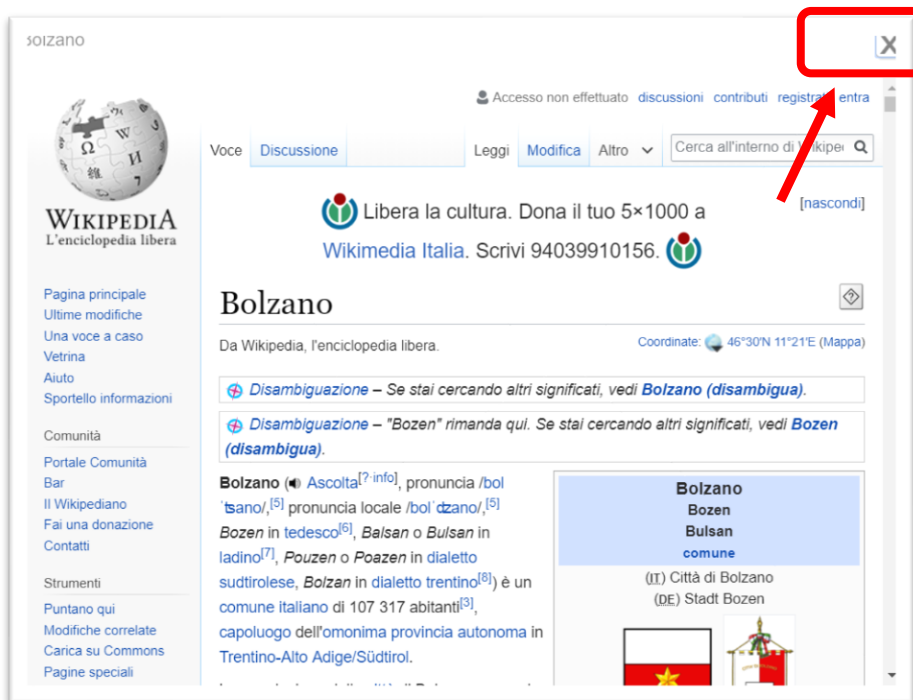 Bolzano
X
Accesso non effettuato discussioni contributi registrati entra
Voce Discussione Leggi Modifica Altro Cerca all'interno di Wikipe
WIKIPEDIA
L'enciclopedia libera
Libera la cultura. Dona il tuo 5×1000 a
Wikimedia Italia. Scrivi 94039910156.
[nascondi]
Pagina principale
Ultime modifiche
Una voce a caso
Vetrina
Aiuto
Sportello informazioni
Comunità
Portale Comunità
Bar
Il Wikipediano
Fai una donazione
Contatti
Strumenti
Puntano qui
Modifiche correlate
Carica su Commons
Pagine speciali
Bolzano
Da Wikipedia, l'enciclopedia libera.
Coordinate: 46°30′N 11°21′E (Mappa)
Disambiguazione – Se stai cercando altri significati, vedi Bolzano (disambigua).
Disambiguazione – "Bozen" rimanda qui. Se stai cercando altri significati, vedi Bozen
(disambigua).
Bolzano ( Ascolta[? · info], pronuncia /bol
ˈtsano/,[5] pronuncia locale /bolˈdzano/,[5]
Bozen in tedesco[6], Balsan o Bulsan in
ladino[7], Pouzen o Poazen in dialetto
sudtirolese, Bolzan in dialetto trentino[8]) è un
comune italiano di 107 317 abitanti[3],
capoluogo dell'omonima provincia autonoma in
Trentino-Alto Adige/Südtirol.
Bolzano
Bozen
Bulsan
comune
(IT) Città di Bolzano
(DE) Stadt Bozen